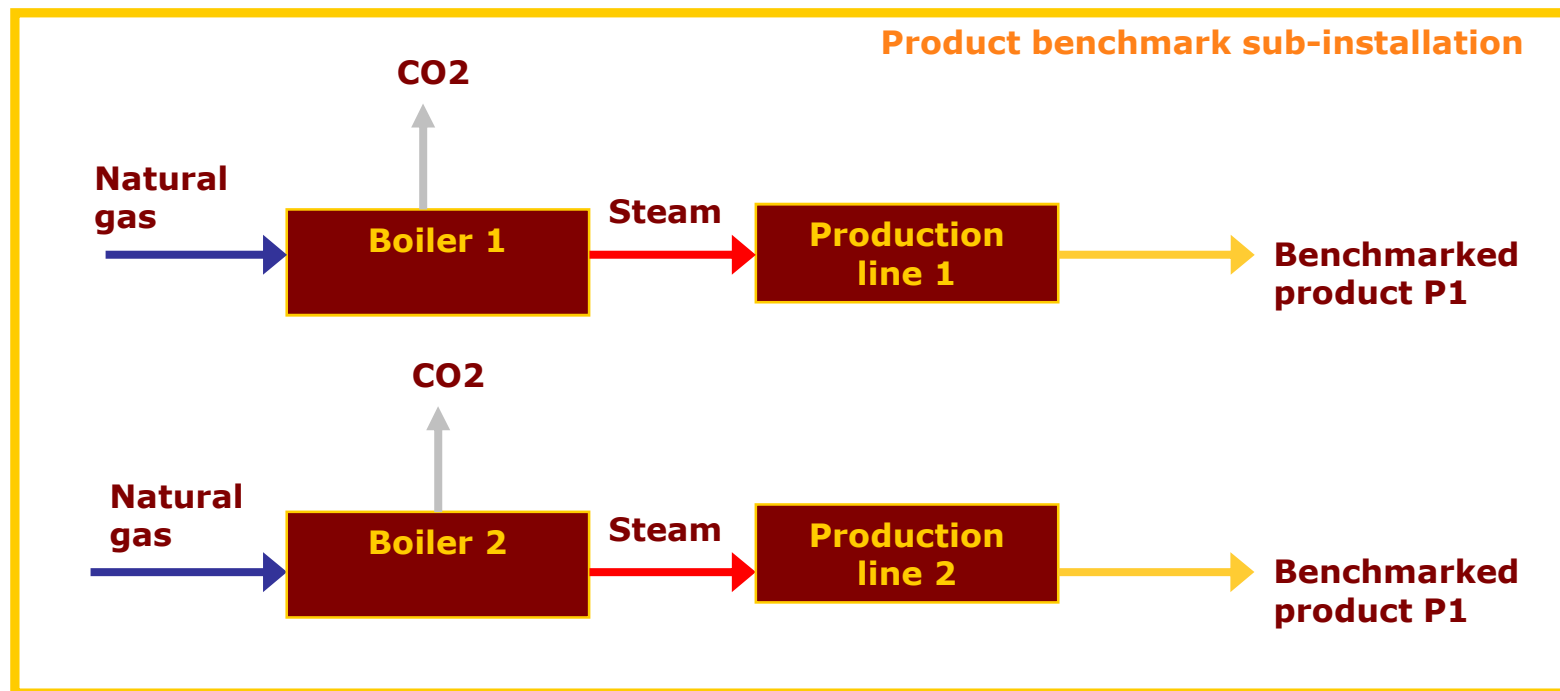 Product benchmark sub-installation
CO2
Natural
gas
Boiler 1
Steam
Production
line 1
Benchmarked
product P1
CO2
Natural
gas
Boiler 2
Steam
Production
line 2
Benchmarked
product P1